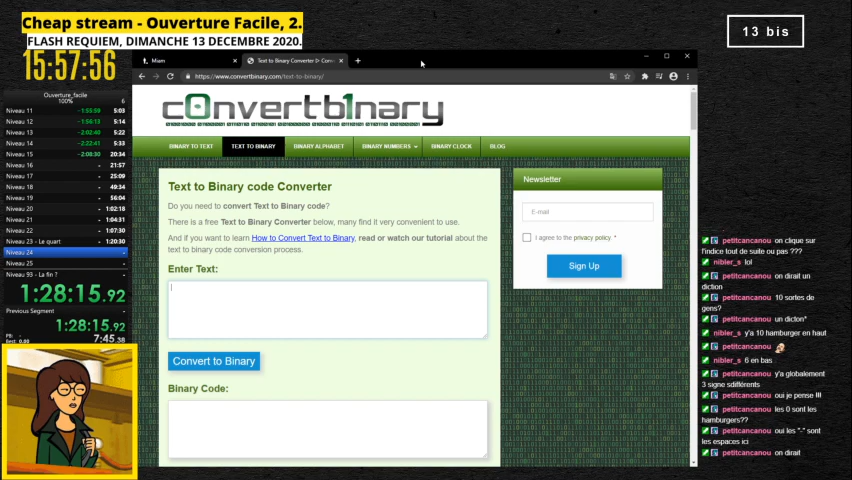 Cheap stream - Ouverture Facile, 2.
FLASH REQUIEM, DIMANCHE 13 DECEMBRE 2020.
15:57:56
13 bis
Ouverture_facile
100% 6
Niveau 11 -1:55:59 5:03
Niveau 12 -1:56:13 5:14
Niveau 13 -2:02:40 5:22
Niveau 14 -2:22:41 5:33
Niveau 15 -2:08:30 20:34
Niveau 16 - 21:57
Niveau 17 - 25:09
Niveau 18 - 49:34
Niveau 19 - 56:04
Niveau 20 - 1:02:18
Niveau 21 - 1:04:31
Niveau 22 - 1:07:30
Niveau 23 - Le quart - 1:20:30
Niveau 24 -
Niveau 25 - -
Niveau 93 - La fin ? -
1:28:15.92
Previous Segment -
1:28:15.92
PB: -
Best: 0.00 7:45.38
Miam
Text to Binary Conver
https://www.convertbinary.com/text-to-binary/
c0nvertb1nary
BINARY TO TEXT TEXT TO BINARY BINARY ALPHABET BINARY NUMBERS BINARY CLOCK BLOG
Text to Binary code Converter
Do you need to convert Text to Binary code?
There is a free Text to Binary Converter below, many find it very convenient to use.
And if you want to learn How to Convert Text to Binary, read or watch our tutorial about the
text to binary code conversion process.
Enter Text:
Convert to Binary
Binary Code:
Newsletter
E-mail
I agree to the privacy policy. *
Sign Up
petitcancanou on clique sur
l'indice tout de suite ou pas ???
nibler_s lol
petitcancanou on dirait un
diction
petitcancanou 10 sortes de
gens?
petitcancanou un dicton*
nibler_s y'a 10 hamburger en haut
petitcancanou
nibler_s 6 en bas
petitcancanou y'a globalement
3 signe sdifférents
petitcancanou oui je pense !!!
petitcancanou les 0 sont les
hamburgers??
petitcancanou oui les "-" sont
les espaces ici
petitcancanou on dirait